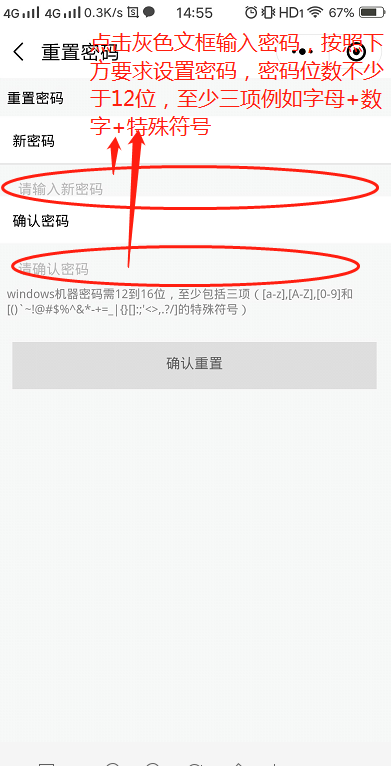 4G 4G 0.3K/s 14:55 HD1 67%
重置密码
点击灰色文框输入密码，按照下
方要求设置密码，密码位数不少
于12位，至少三项例如字母+数
字+特殊符号
重置密码
新密码
请输入新密码
确认密码
请确认密码
windows机器密码需12到16位，至少包括三项（[a-z],[A-Z],[0-9]和
[()`~!@#$%^&*-+=_|{}[]:;'<>,.?/]的特殊符号）
确认重置